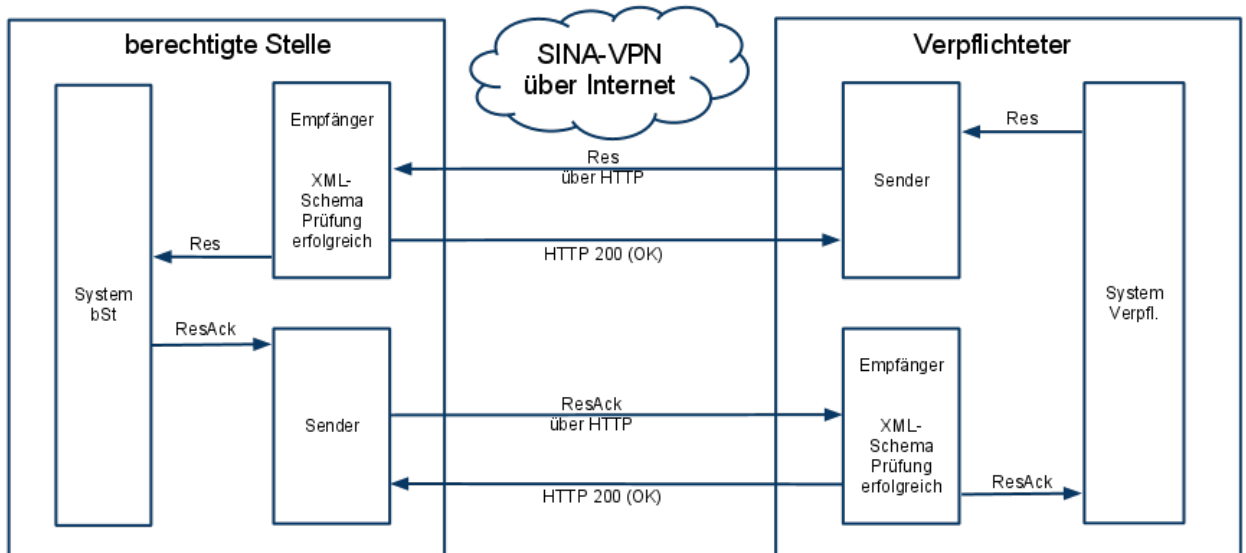 berechtigte Stelle
SINA-VPN
über Internet
Verpflichteter
Empfänger
XML-
Schema
Prüfung
erfolgreich
Res
über HTTP
Sender
Res
HTTP 200 (OK)
Res
System
bSt
System
Verpfl.
ResAck
Sender
ResAck
über HTTP
Empfänger
XML-
Schema
Prüfung
erfolgreich
HTTP 200 (OK)
ResAck